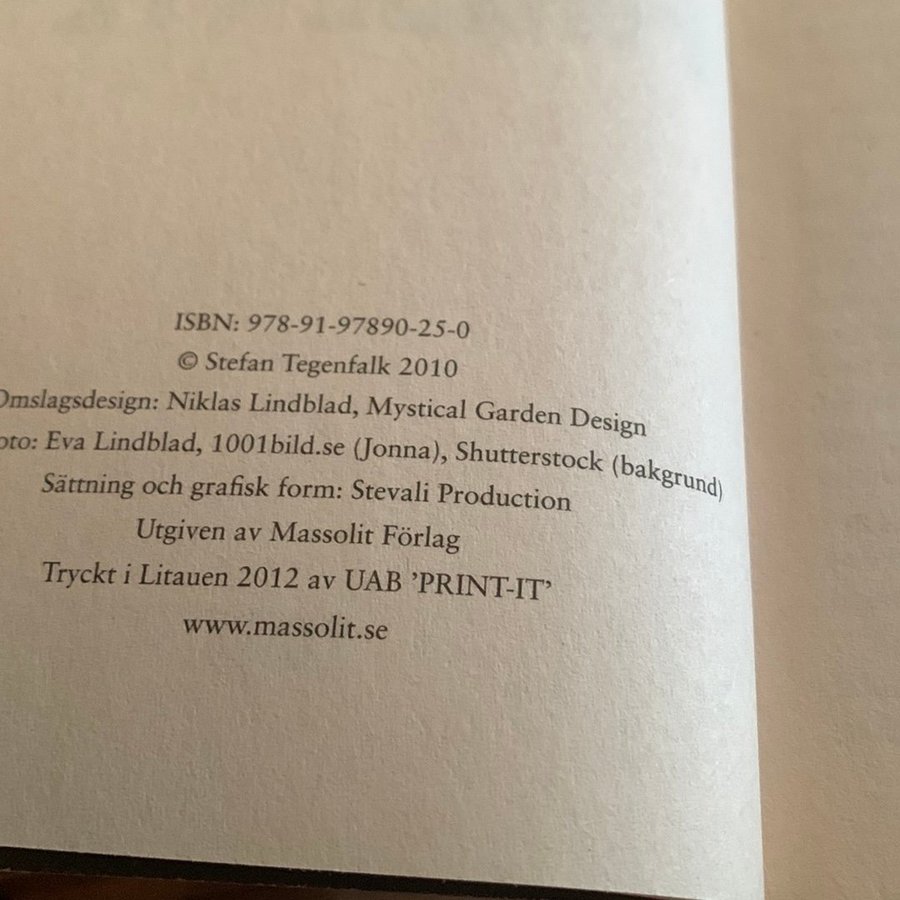 ISBN: 978-91-97890-25-0
© Stefan Tegenfalk 2010
Omslagsdesign: Niklas Lindblad, Mystical Garden Design
oto: Eva Lindblad, 1001bild.se (Jonna), Shutterstock (bakgrund)
Sättning och grafisk form: Stevali Production
Utgiven av Massolit Förlag
Tryckt i Litauen 2012 av UAB ’PRINT-IT’
www.massolit.se